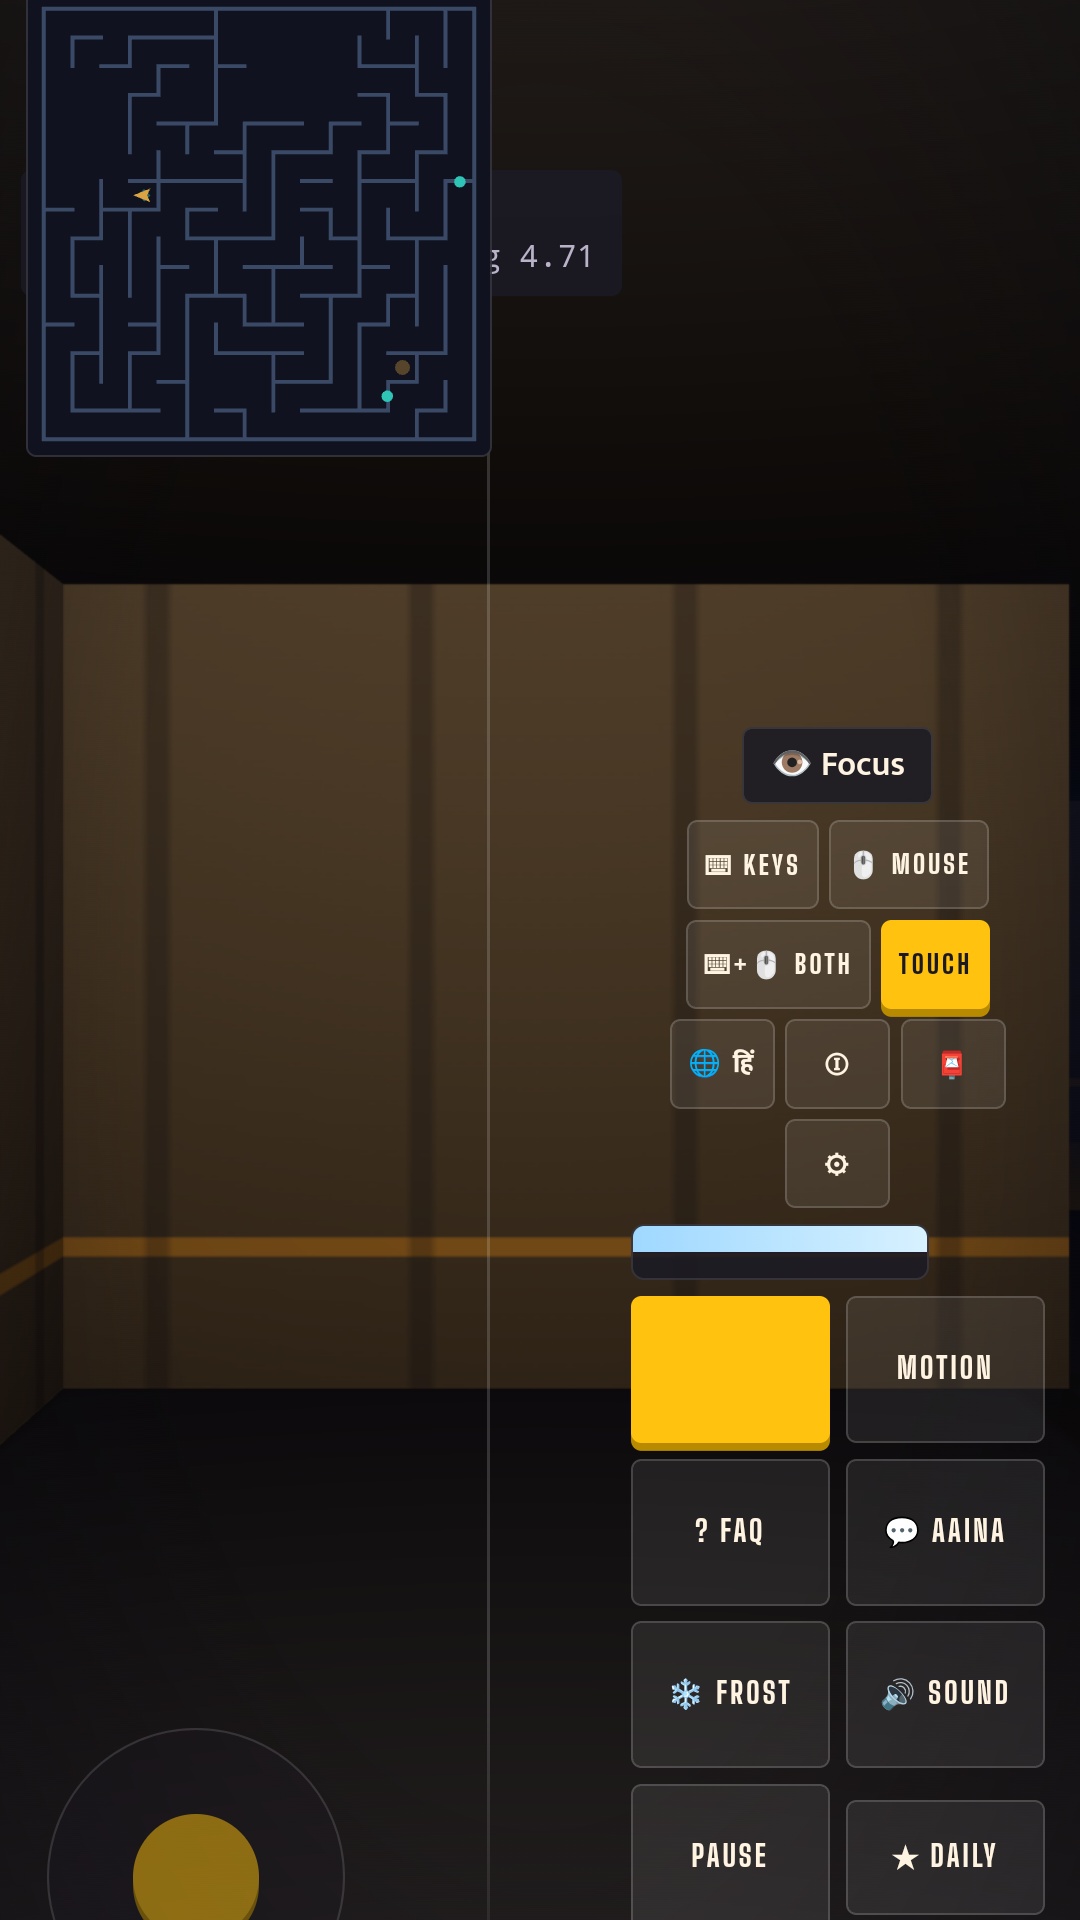 4.71
👁️ Focus
⌨ KEYS
🖱️ MOUSE
⌨+🖱️ BOTH
TOUCH
🌐 हिं
MOTION
? FAQ
💬 AAINA
❄️ FROST
🔊 SOUND
PAUSE
★ DAILY